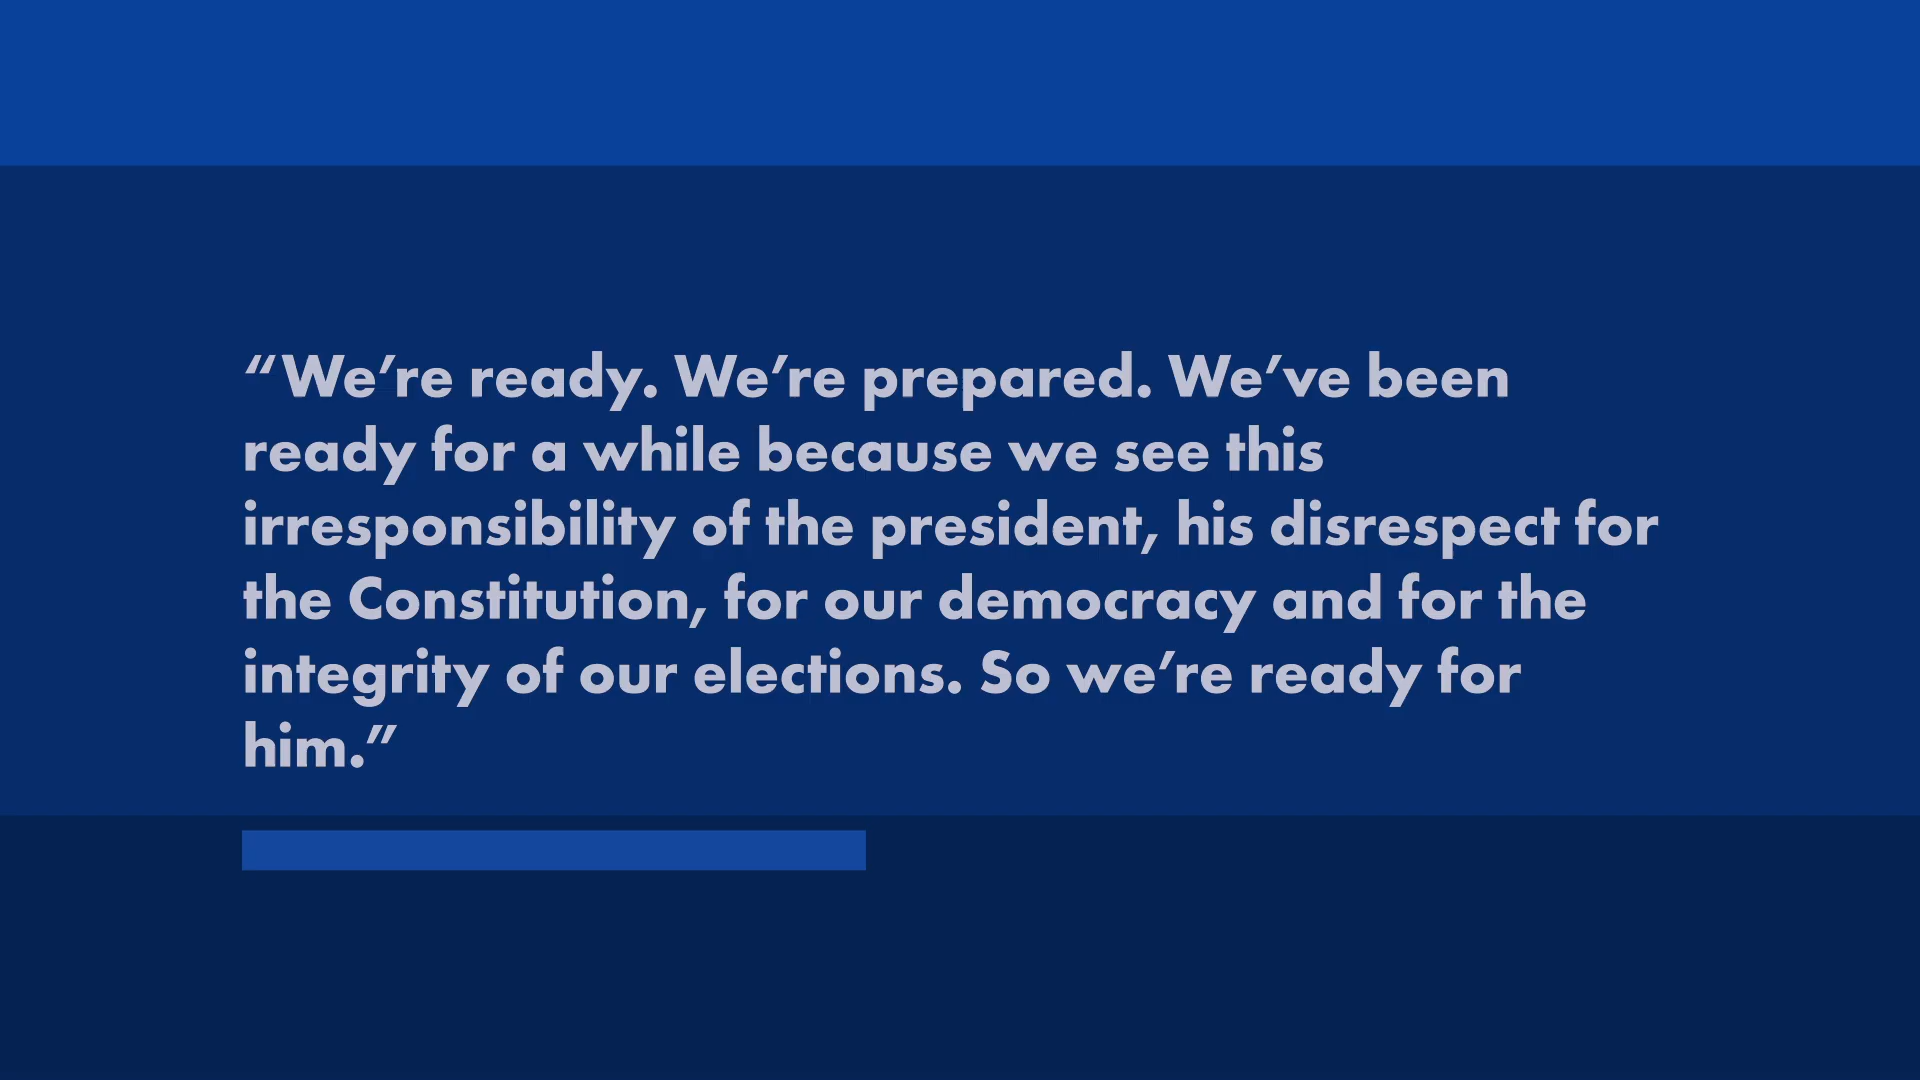 “We’re ready. We’re prepared. We’ve been
ready for a while because we see this
irresponsibility of the president, his disrespect for
the Constitution, for our democracy and for the
integrity of our elections. So we’re ready for
him.”